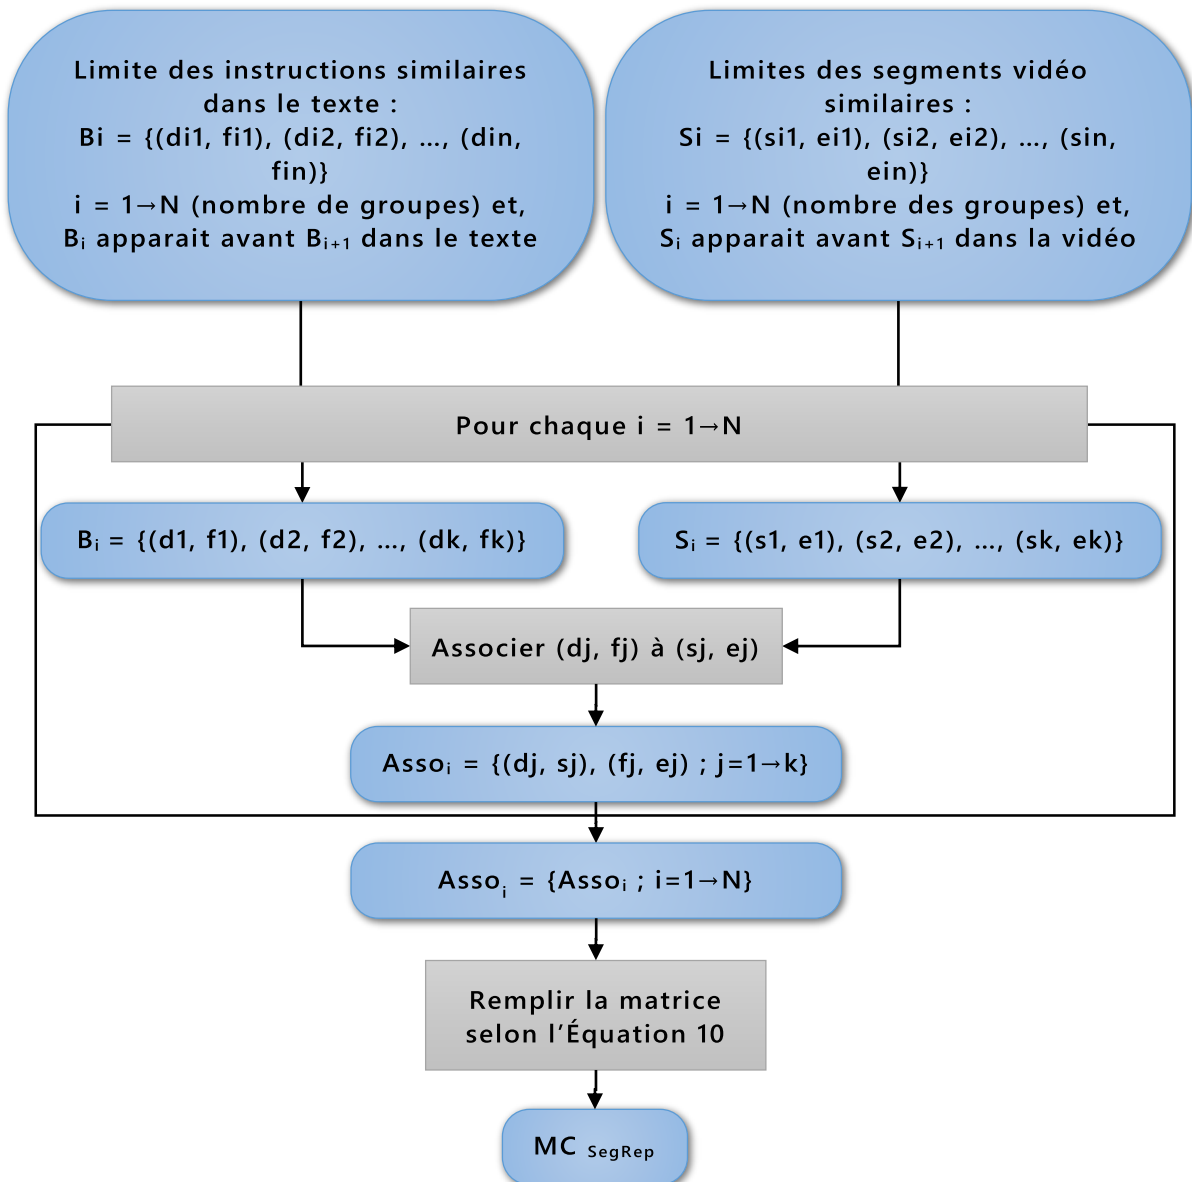 Limite des instructions similaires
dans le texte :
Bi = {(di1, fi1), (di2, fi2), ..., (din,
fin)}
i = 1→N (nombre de groupes) et,
Bᵢ apparait avant Bᵢ₊₁ dans le texte
Limites des segments vidéo
similaires :
Si = {(si1, ei1), (si2, ei2), ..., (sin,
ein)}
i = 1→N (nombre des groupes) et,
Sᵢ apparait avant Sᵢ₊₁ dans la vidéo
Pour chaque i = 1→N
Bᵢ = {(d1, f1), (d2, f2), ..., (dk, fk)}
Sᵢ = {(s1, e1), (s2, e2), ..., (sk, ek)}
Associer (dj, fj) à (sj, ej)
Assoᵢ = {(dj, sj), (fj, ej) ; j=1→k}
Assoᵢ = {Assoᵢ ; i=1→N}
Remplir la matrice
selon l’Équation 10
MC SegRep